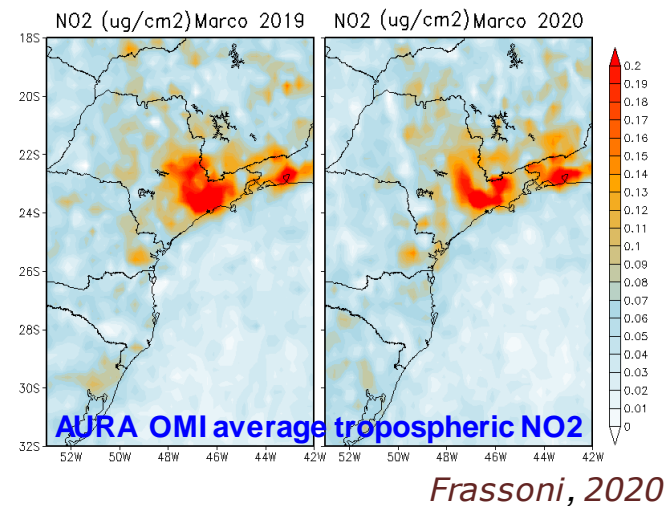 NO2 (ug/cm2) Marco 2019
NO2 (ug/cm2) Marco 2020
18S
20S
22S
24S
26S
28S
30S
32S
52W 50W 48W 46W 44W 42W
52W 50W 48W 46W 44W 42W
0.2
0.19
0.18
0.17
0.16
0.15
0.14
0.13
0.12
0.11
0.1
0.09
0.08
0.07
0.06
0.05
0.04
0.03
0.02
0.01
0
AURA OMI average tropospheric NO2
Frassoni, 2020